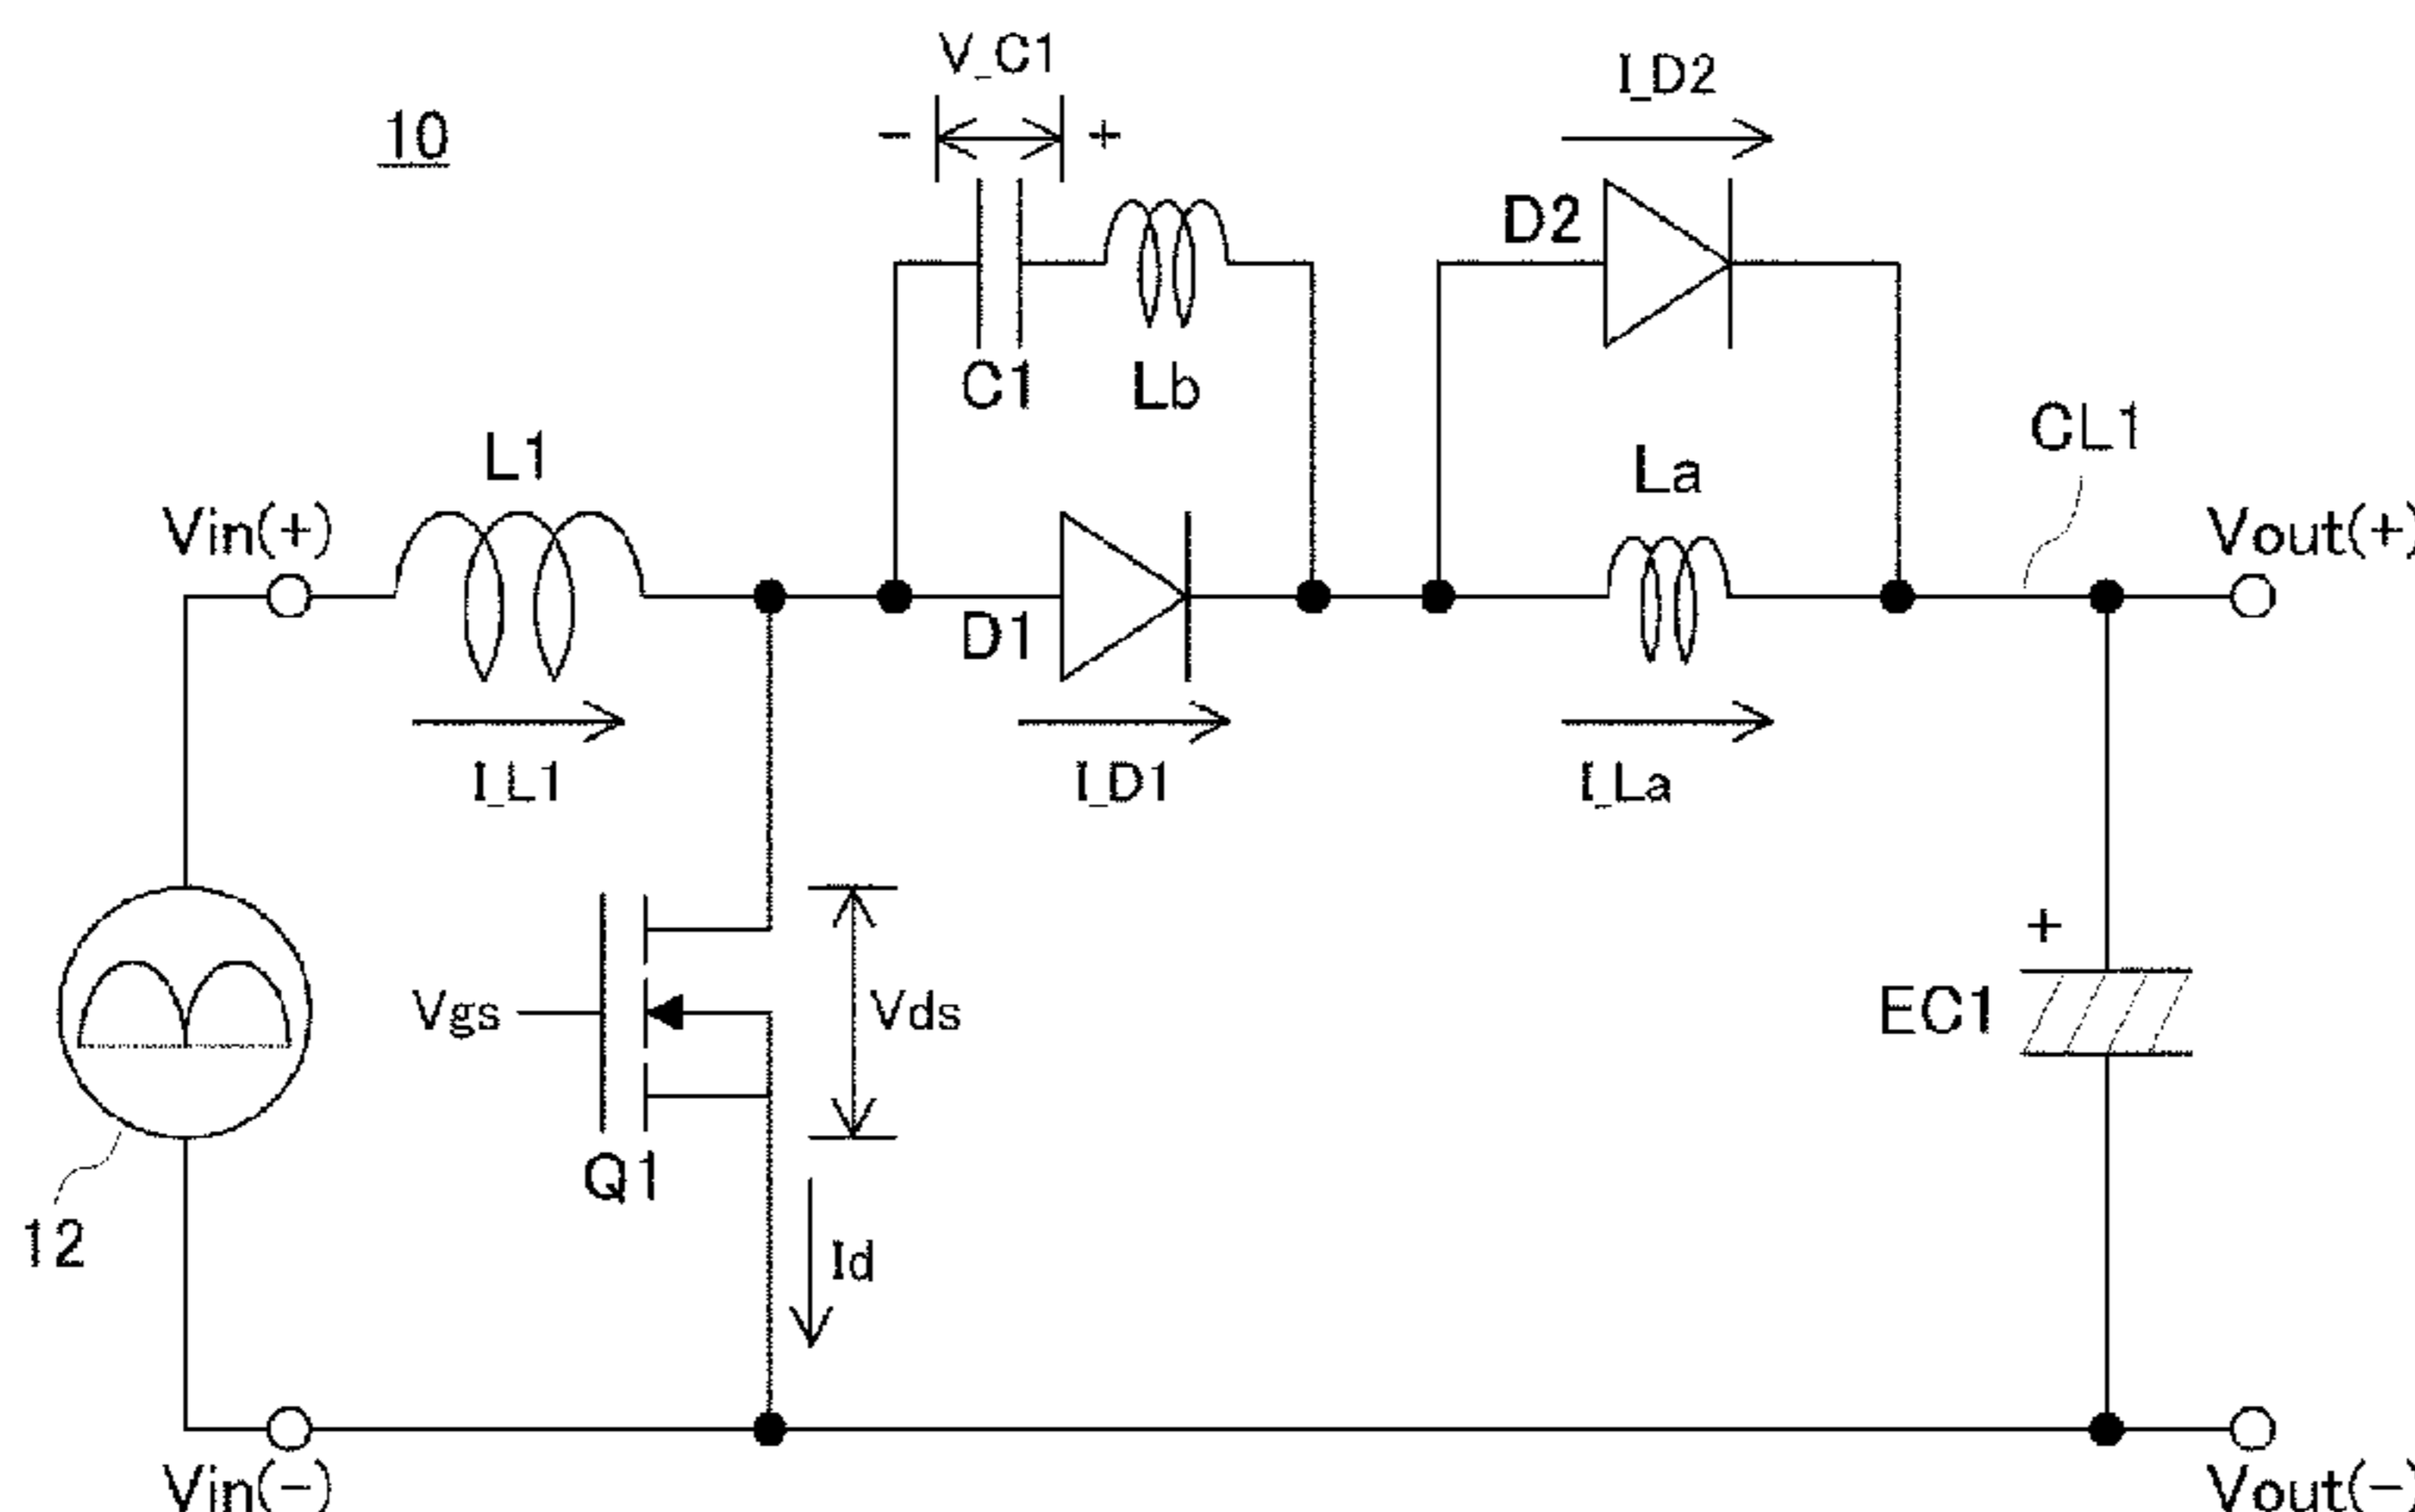 V_C1
I_D2
10
- +
D2
C1
Lb
CL1
L1
La
Vin(+)
Vout(+)
D1
I_L1
I_D1
I_La
+
Vgs
Vds
EC1
Q1
12
Id
Vin(-)
Vout(-)